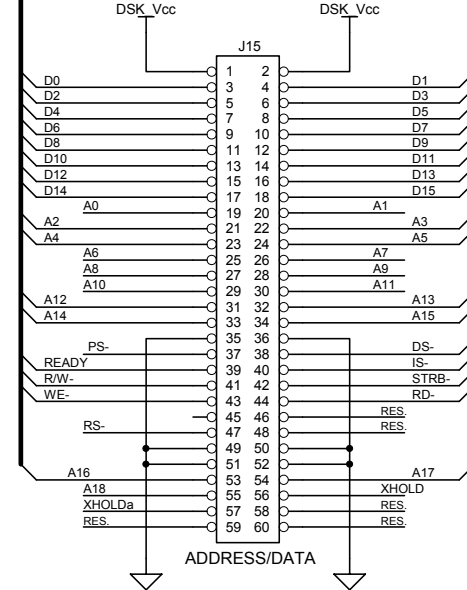 DSK_Vcc DSK_Vcc
J15
1 2
D0 3 4 D1
D2 5 6 D3
D4 7 8 D5
D6 9 10 D7
D8 11 12 D9
D10 13 14 D11
D12 15 16 D13
D14 17 18 D15
A0 19 20 A1
A2 21 22 A3
A4 23 24 A5
A6 25 26 A7
A8 27 28 A9
A10 29 30 A11
A12 31 32 A13
A14 33 34 A15
35 36
PS- 37 38 DS-
READY 39 40 IS-
R/W- 41 42 STRB-
WE- 43 44 RD-
45 46 RES.
RS- 47 48 RES.
49 50
51 52
A16 53 54 A17
A18 55 56 XHOLD
XHOLDa 57 58 RES.
RES. 59 60 RES.
ADDRESS/DATA